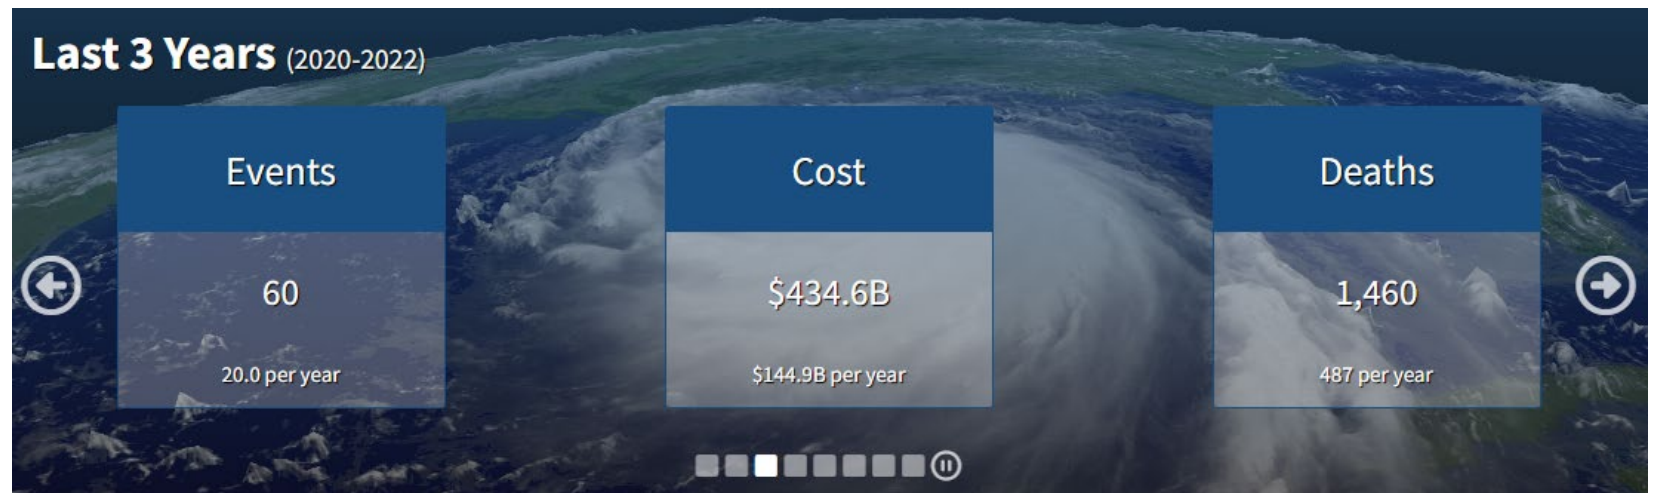 Last 3 Years (2020-2022)
Events
60
20.0 per year
Cost
$434.6B
$144.9B per year
Deaths
1,460
487 per year